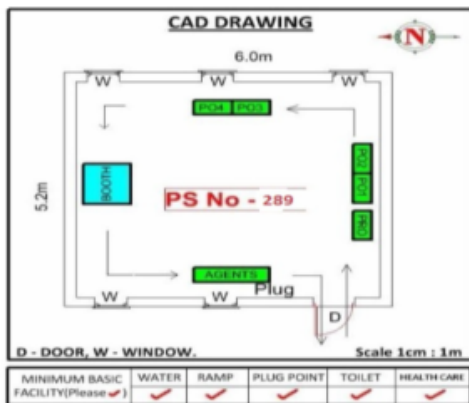 CAD DRAWING
N
6.0m
W W W
PO4 PO3
5.2m
BOOTH
PO2
PO1
PS No - 289
PRO
AGENTS
Plug
W W
D
D - DOOR, W - WINDOW. Scale 1cm : 1m
MINIMUM BASIC FACILITY(Please ✓) WATER RAMP PLUG POINT TOILET HEALTH CARE
✓ ✓ ✓ ✓ ✓